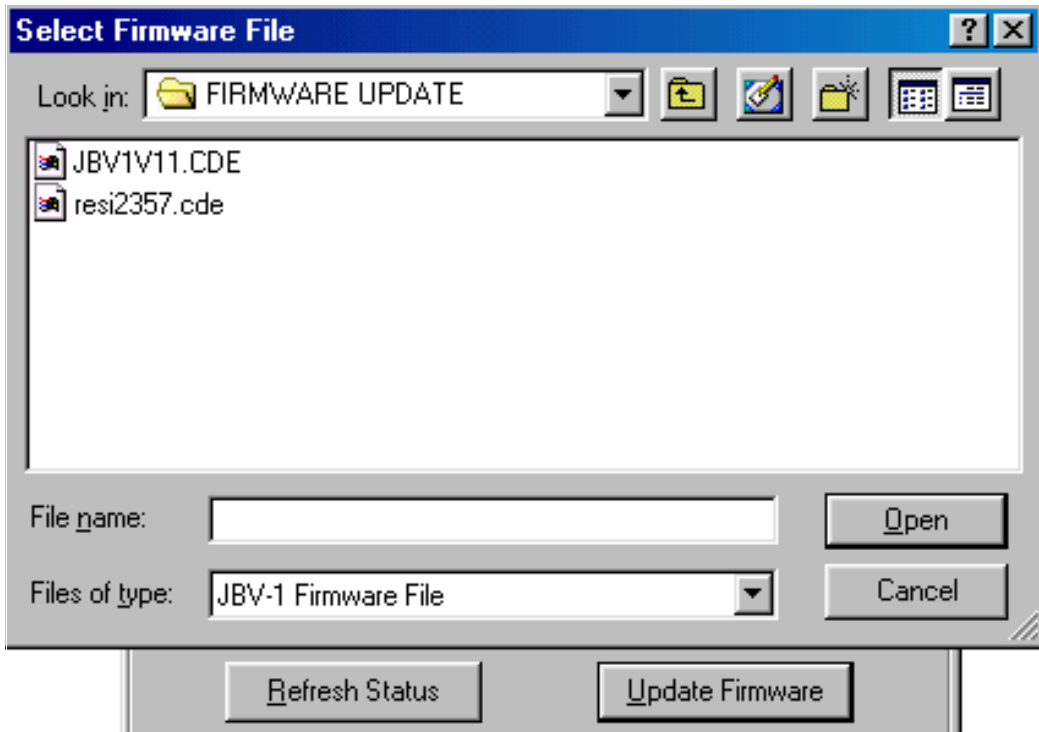 Select Firmware File
Look in: FIRMWARE UPDATE
JBV1V11.CDE
resi2357.cde
File name:
Open
Files of type: JBV-1 Firmware File
Cancel
Refresh Status
Update Firmware